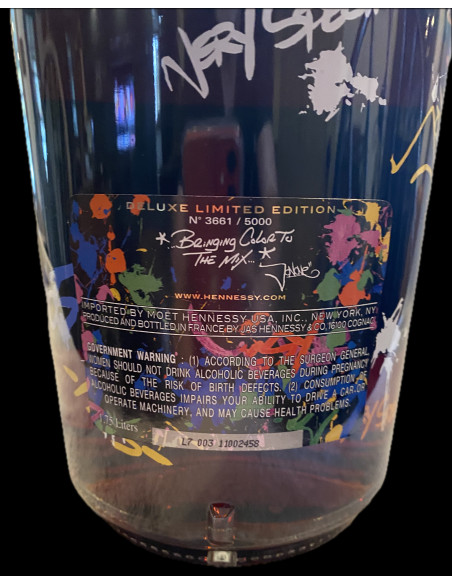 VERY SPECI
DELUXE LIMITED EDITION
N° 3661 / 5000
*..Bringing Color To
The Mix... *
JonOne"
WWW.HENNESSY.COM
IMPORTED BY MOET HENNESSY USA, INC., NEW YORK, NY
PRODUCED AND BOTTLED IN FRANCE BY JAS HENNESSY & CO, 16100 COGNAC
GOVERNMENT WARNING : (1) ACCORDING TO THE SURGEON GENERAL,
WOMEN SHOULD NOT DRINK ALCOHOLIC BEVERAGES DURING PREGNANCY
BECAUSE OF THE RISK OF BIRTH DEFECTS. (2) CONSUMPTION OF
ALCOHOLIC BEVERAGES IMPAIRS YOUR ABILITY TO DRIVE A CAR OR
OPERATE MACHINERY, AND MAY CAUSE HEALTH PROBLEMS.
.75 Liters
L7 003 11002458